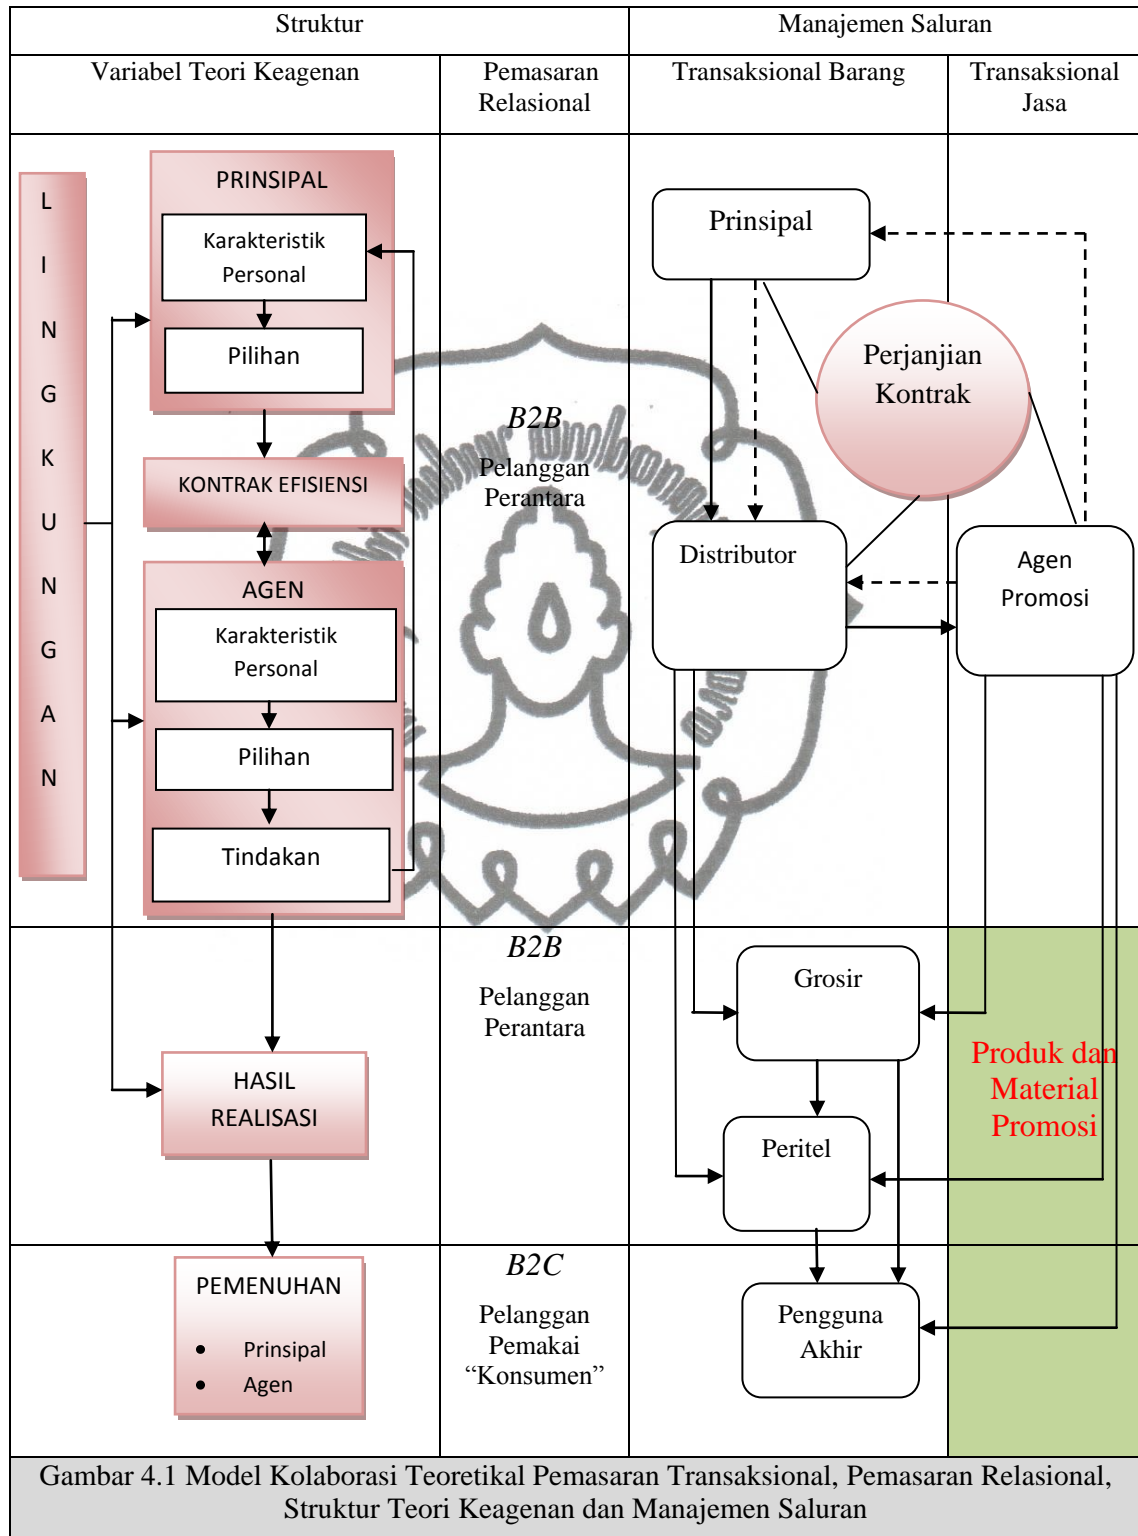 Struktur
Manajemen Saluran
Variabel Teori Keagenan
Pemasaran
Relasional
Transaksional Barang
Transaksional
Jasa
L
I
N
G
K
U
N
G
A
N
PRINSIPAL
Karakteristik
Personal
Pilihan
KONTRAK EFISIENSI
AGEN
Karakteristik
Personal
Pilihan
Tindakan
HASIL
REALISASI
PEMENUHAN
• Prinsipal
• Agen
B2B
Pelanggan
Perantara
B2B
Pelanggan
Perantara
B2C
Pelanggan
Pemakai
“Konsumen”
Prinsipal
Perjanjian
Kontrak
Distributor
Agen
Promosi
Grosir
Peritel
Pengguna
Akhir
Produk dan
Material
Promosi
Gambar 4.1 Model Kolaborasi Teoretikal Pemasaran Transaksional, Pemasaran Relasional,
Struktur Teori Keagenan dan Manajemen Saluran